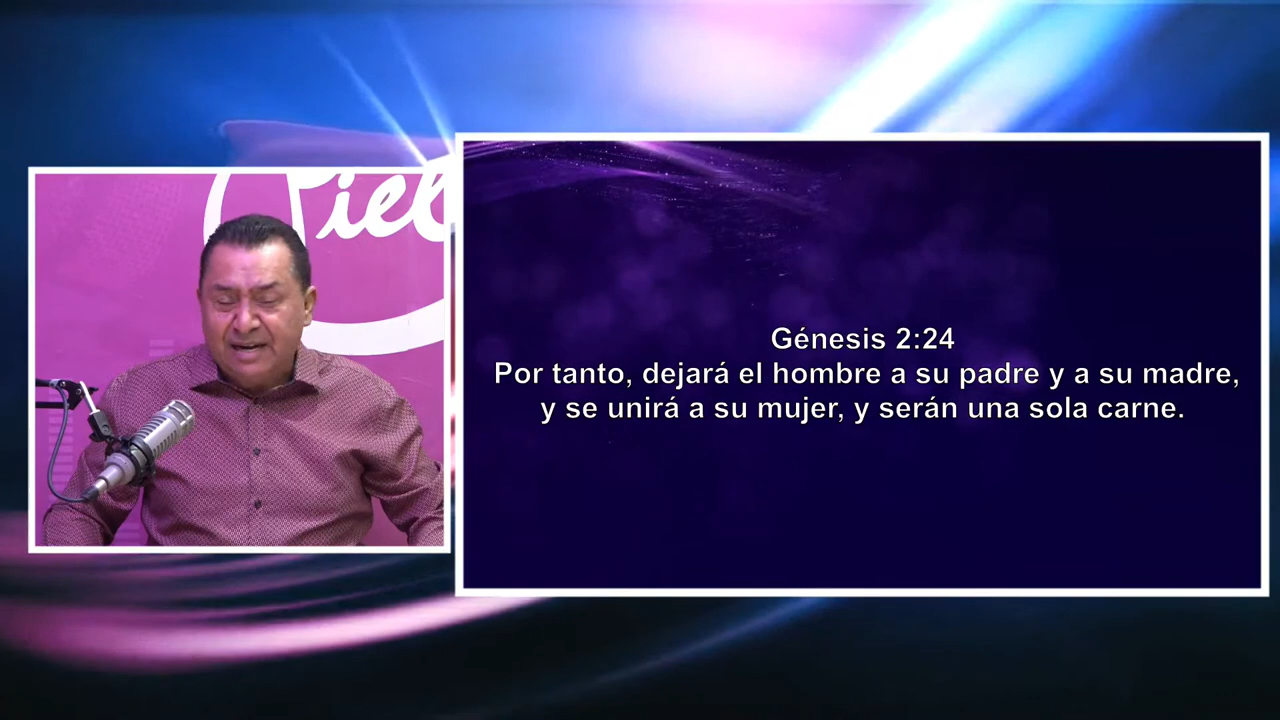 Génesis 2:24
Por tanto, dejará el hombre a su padre y a su madre,
y se unirá a su mujer, y serán una sola carne.